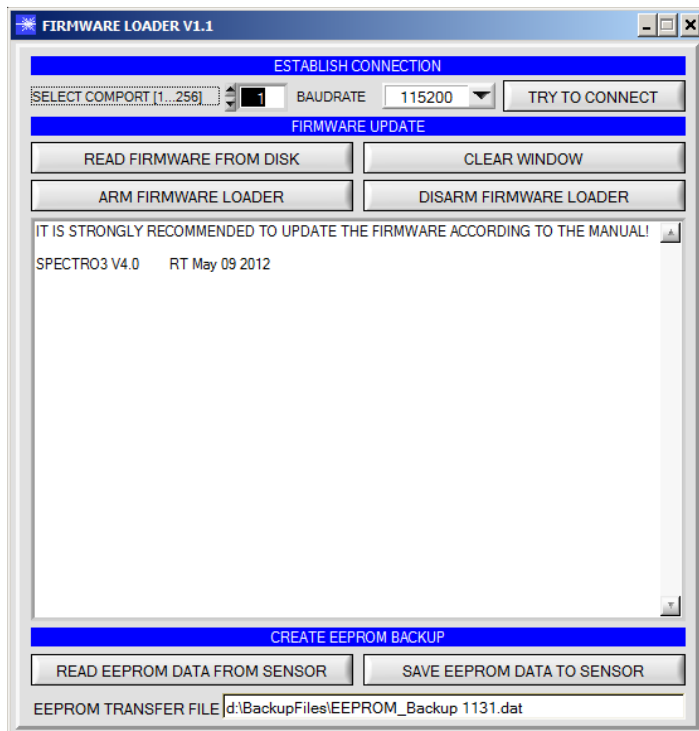 FIRMWARE LOADER V1.1
ESTABLISH CONNECTION
SELECT COMPORT [1...256] 1 BAUDRATE 115200 TRY TO CONNECT
FIRMWARE UPDATE
READ FIRMWARE FROM DISK CLEAR WINDOW
ARM FIRMWARE LOADER DISARM FIRMWARE LOADER
IT IS STRONGLY RECOMMENDED TO UPDATE THE FIRMWARE ACCORDING TO THE MANUAL!
SPECTRO3 V4.0 RT May 09 2012
CREATE EEPROM BACKUP
READ EEPROM DATA FROM SENSOR SAVE EEPROM DATA TO SENSOR
EEPROM TRANSFER FILE d:\BackupFiles\EEPROM_Backup 1131.dat